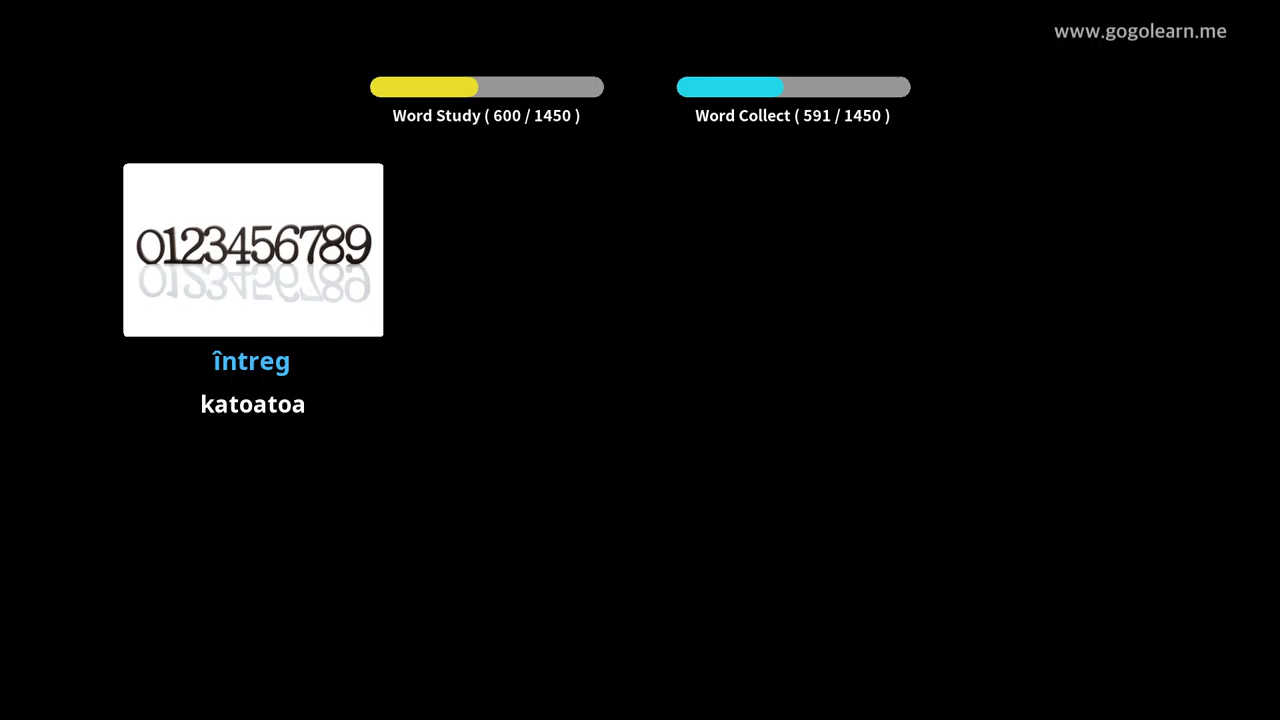 www.gogolearn.me
Word Study ( 600 / 1450 )
Word Collect ( 591 / 1450 )
0123456789
întreg
katoatoa